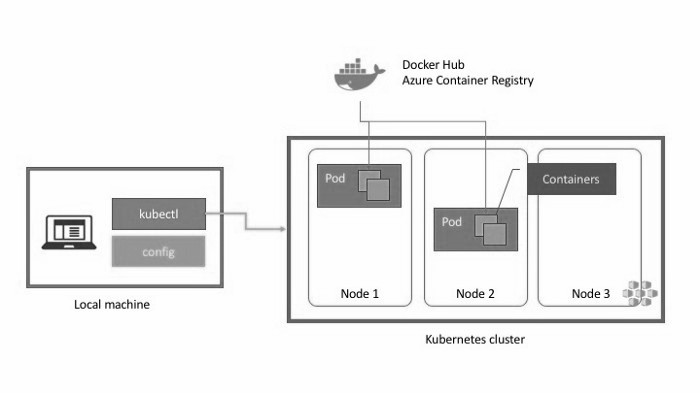 Docker Hub
Azure Container Registry
Pod
Containers
kubectl
Pod
config
Node 1
Node 2
Node 3
Local machine
Kubernetes cluster